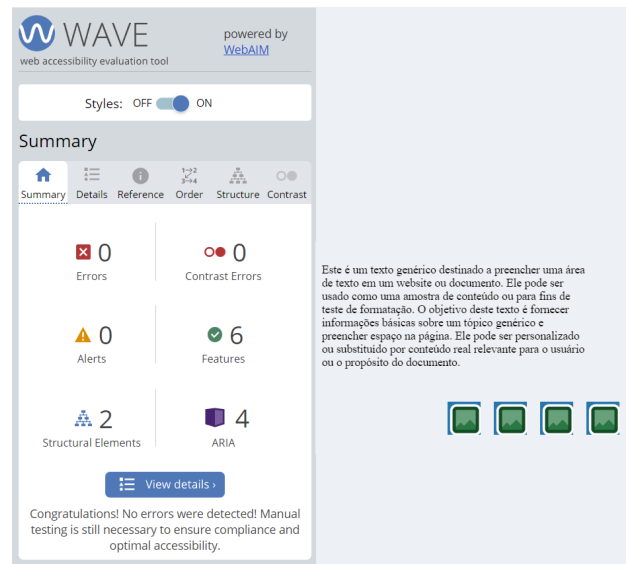 WAVE
web accessibility evaluation tool
powered by
WebAIM
Styles: OFF ON
Summary
Summary Details Reference Order Structure Contrast
0 0
Errors Contrast Errors
0 6
Alerts Features
2 4
Structural Elements ARIA
View details ›
Congratulations! No errors were detected! Manual
testing is still necessary to ensure compliance and
optimal accessibility.
Este é um texto genérico destinado a preencher uma área
de texto em um website ou documento. Ele pode ser
usado como uma amostra de conteúdo ou para fins de
teste de formatação. O objetivo deste texto é fornecer
informações básicas sobre um tópico genérico e
preencher espaço na página. Ele pode ser personalizado
ou substituído por conteúdo real relevante para o usuário
ou o propósito do documento.